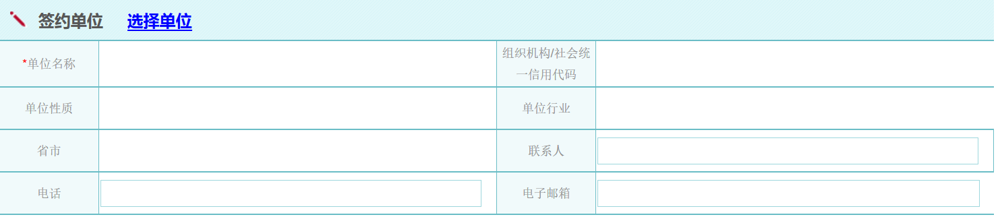 签约单位 选择单位
*单位名称
组织机构/社会统
一信用代码
单位性质
单位行业
省市
联系人
电话
电子邮箱